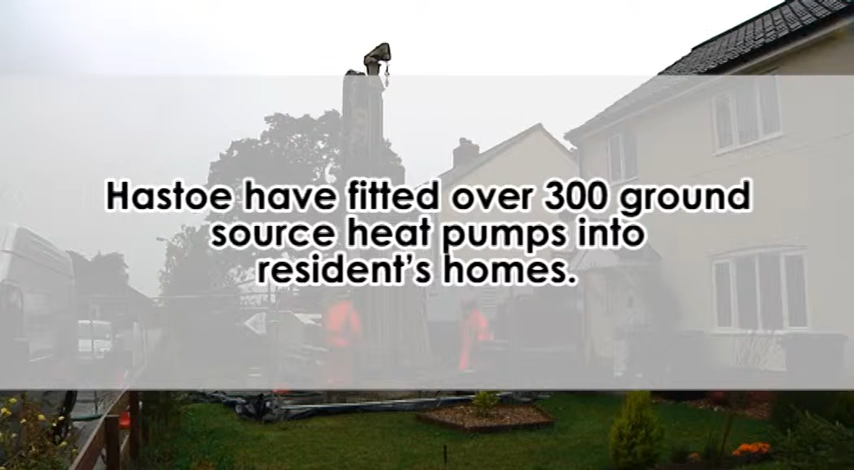 Hastoe have fitted over 300 ground
source heat pumps into
resident's homes.